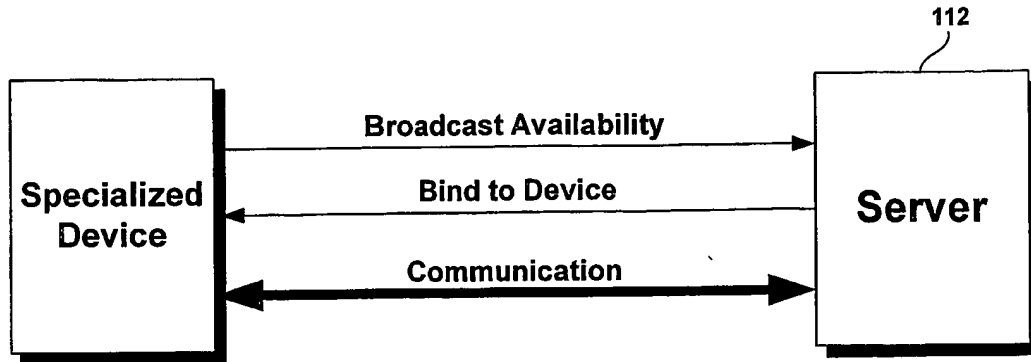 112
Broadcast Availability
Specialized
Device
Bind to Device
Server
Communication